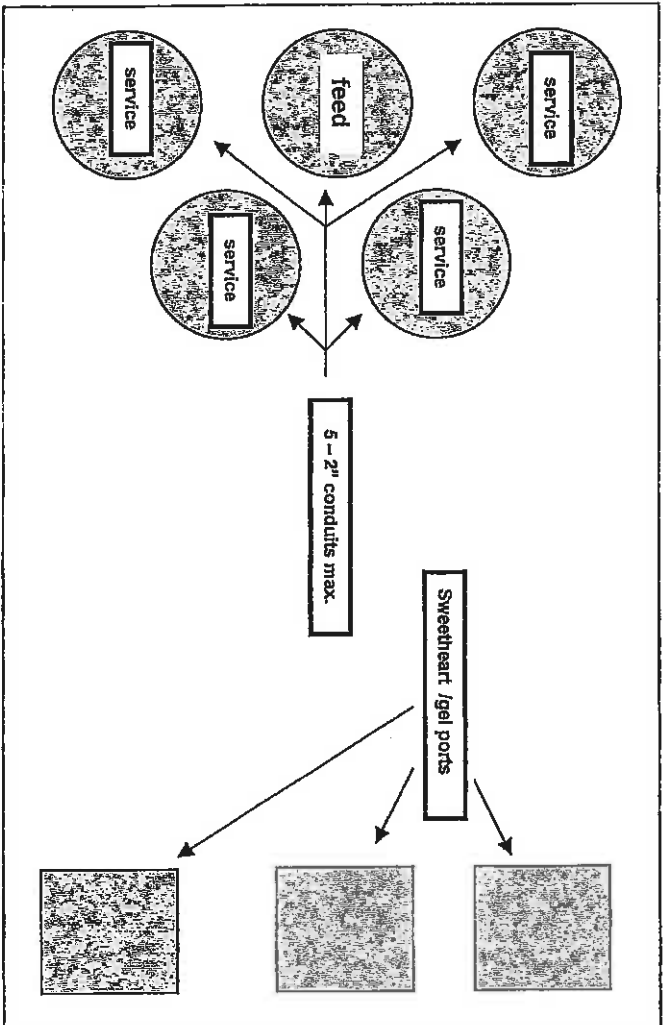 service
feed
service
service
service
5 – 2" conduits max.
Sweetheart /gel ports